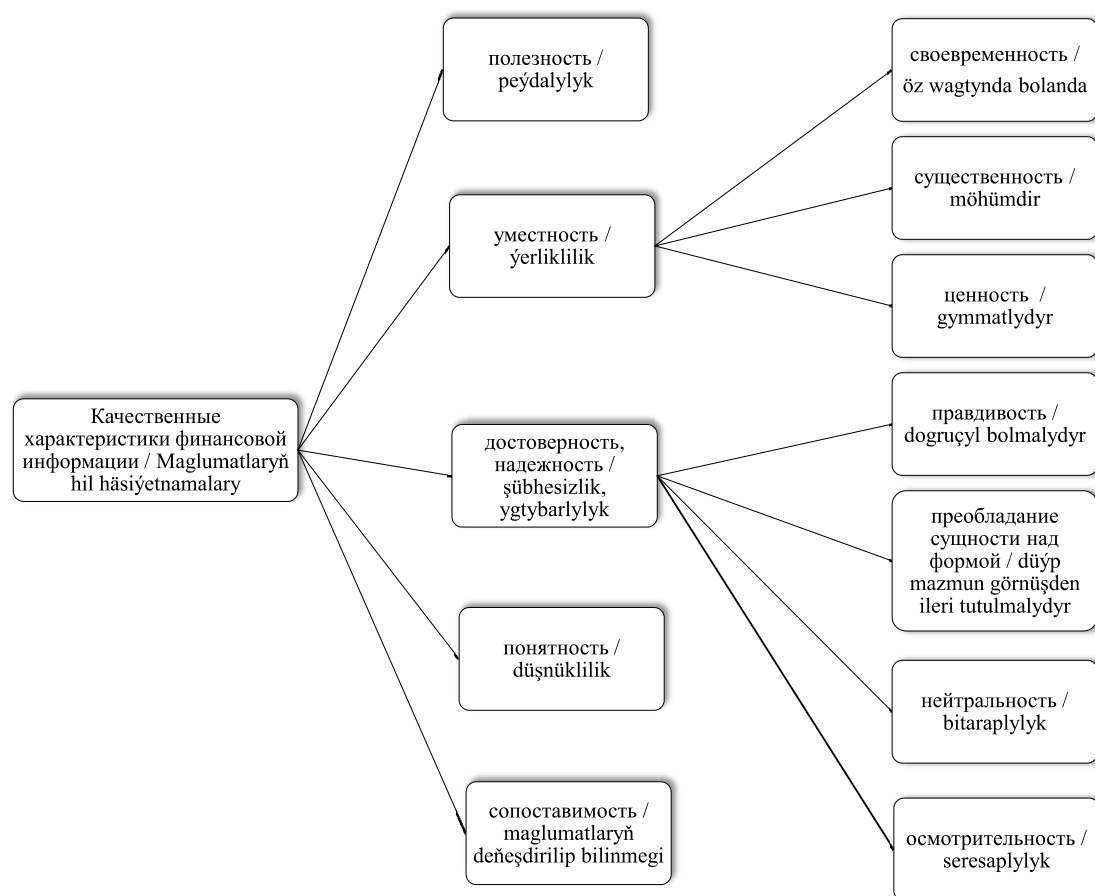 Качественные
характеристики финансовой
информации / Maglumatlaryň
hil häsiýetnamalary
полезность /
peýdalylyk
уместность /
ýerliklilik
достоверность,
надежность /
şübhesizlik,
ygtybarlylyk
понятность /
düşnüklilik
сопоставимость /
maglumatlaryň
deňeşdirilip bilinmegi
своевременность /
öz wagtynda bolanda
существенность /
möhümdir
ценность /
gymmatlydyr
правдивость /
dogruçyl bolmalydyr
преобладание
сущности над
формой / düýp
mazmun görnüşden
ileri tutulmalydyr
нейтральность /
bitaraplylyk
осмотрительность /
seresaplylyk